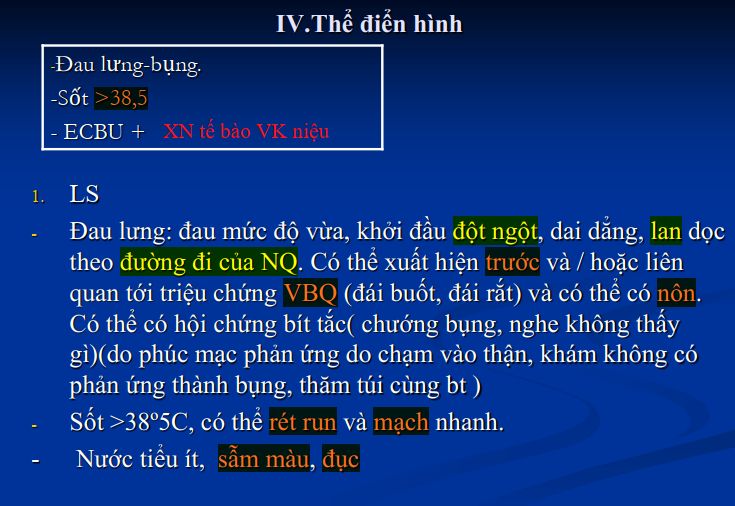 IV.Thể điển hình
-Đau lưng-bụng.
-Sốt >38,5
- ECBU + XN tế bào VK niệu
1. LS
- Đau lưng: đau mức độ vừa, khởi đầu đột ngột, dai dẳng, lan dọc
theo đường đi của NQ. Có thể xuất hiện trước và / hoặc liên
quan tới triệu chứng VBQ (đái buốt, đái rắt) và có thể có nôn.
Có thể có hội chứng bít tắc( chướng bụng, nghe không thấy
gì)(do phúc mạc phản ứng do chạm vào thận, khám không có
phản ứng thành bụng, thăm túi cùng bt )
- Sốt >38º5C, có thể rét run và mạch nhanh.
- Nước tiểu ít, sẫm màu, đục